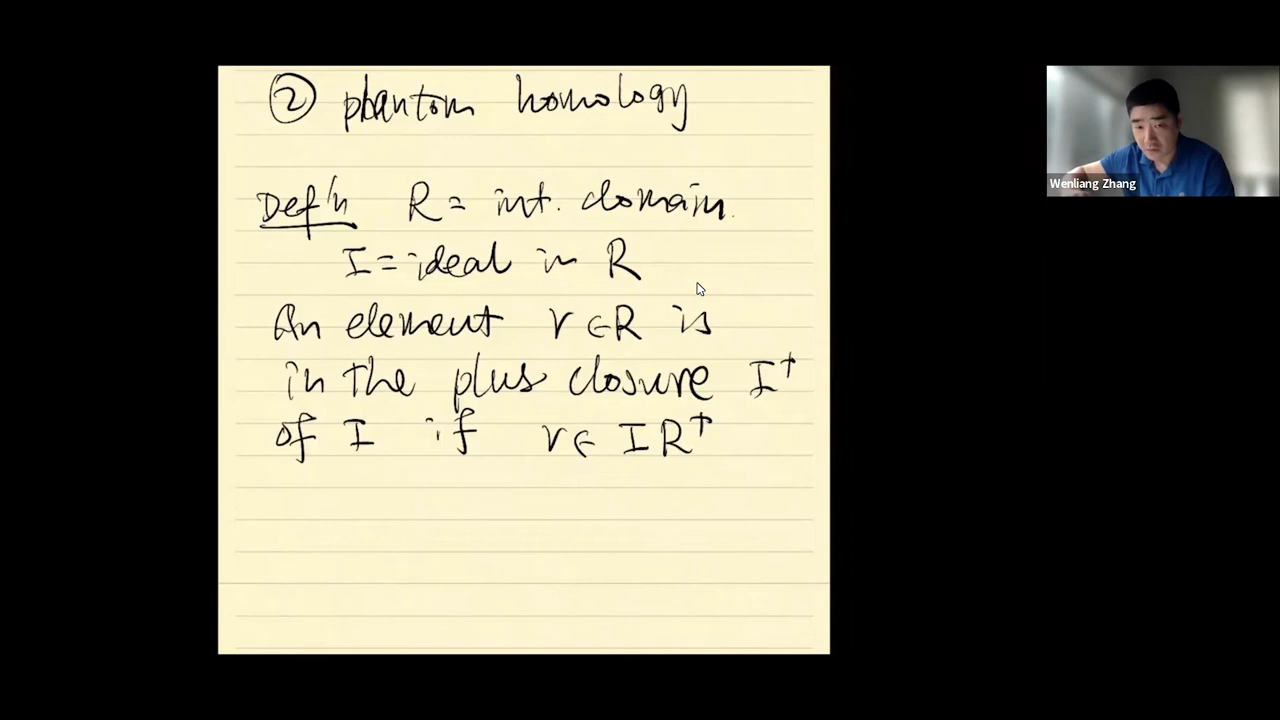 ② phantom homology
Def'n R = int. domain.
I = ideal in R
An element r ∈ R is
in the plus closure I⁺
of I if r ∈ I R⁺
Wenliang Zhang